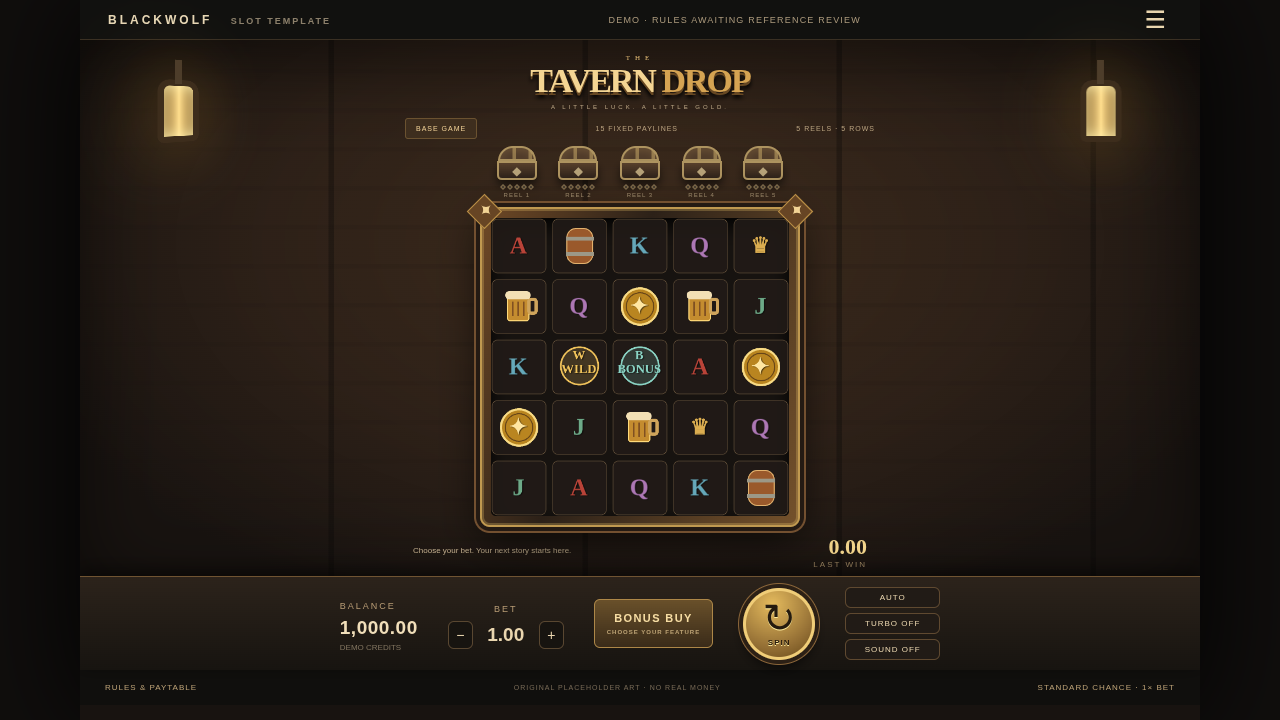 BLACKWOLF SLOT TEMPLATE
DEMO · RULES AWAITING REFERENCE REVIEW
THE
TAVERN DROP
A LITTLE LUCK. A LITTLE GOLD.
BASE GAME
15 FIXED PAYLINES
5 REELS · 5 ROWS
REEL 1
REEL 2
REEL 3
REEL 4
REEL 5
A K Q
Q J
K W WILD B BONUS A
J Q
J A Q K
Choose your bet. Your next story starts here.
0.00
LAST WIN
BALANCE
1,000.00
DEMO CREDITS
BET
− 1.00 +
BONUS BUY
CHOOSE YOUR FEATURE
SPIN
AUTO
TURBO OFF
SOUND OFF
RULES & PAYTABLE
ORIGINAL PLACEHOLDER ART · NO REAL MONEY
STANDARD CHANCE · 1× BET